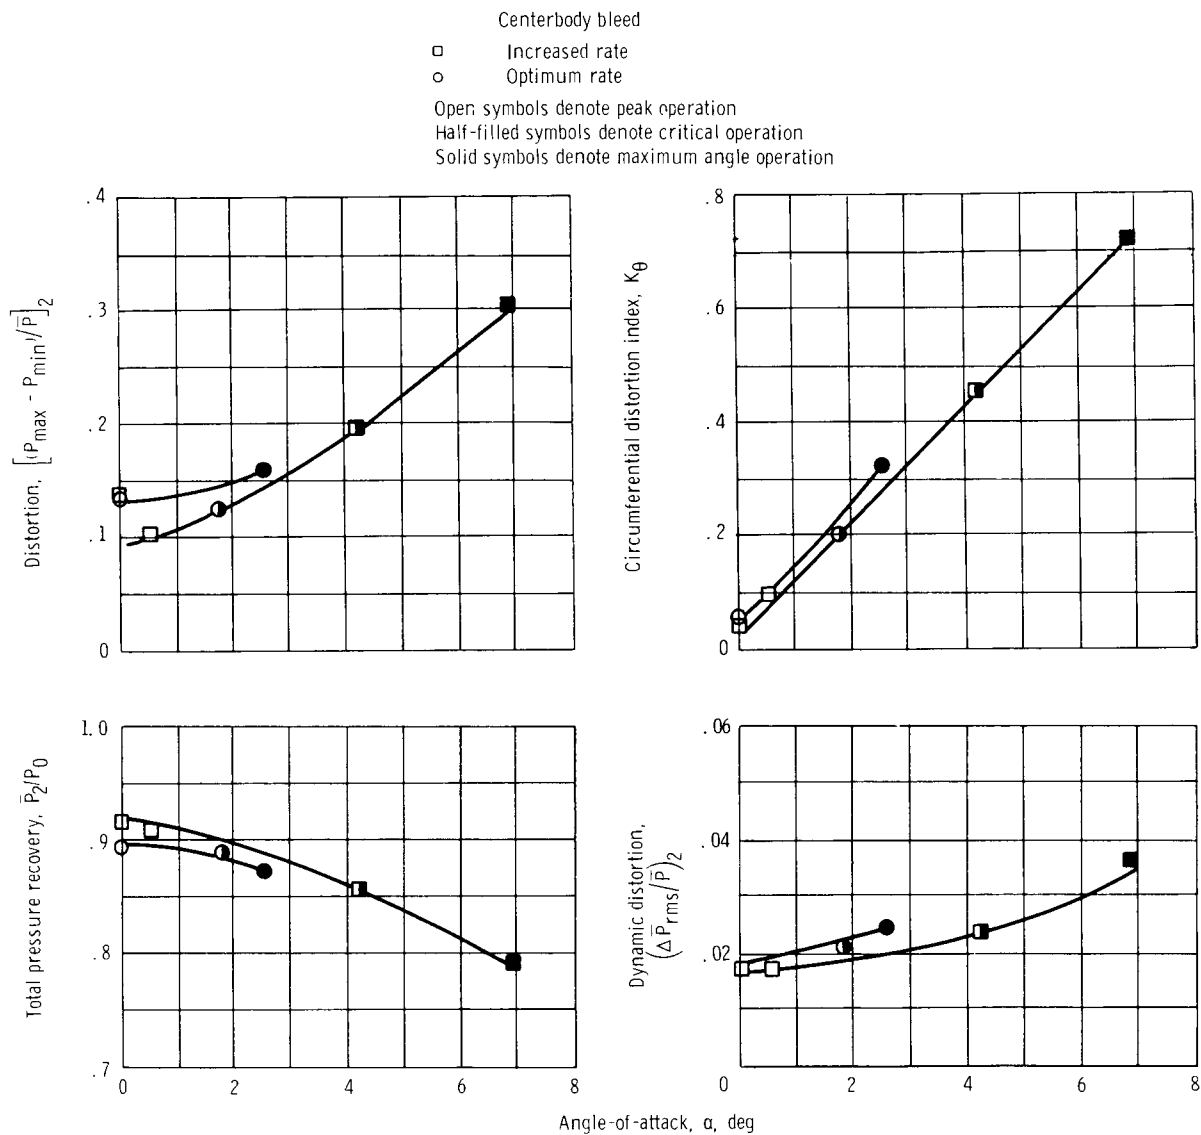 Centerbody bleed
Increased rate
Optimum rate
Open symbols denote peak operation
Half-filled symbols denote critical operation
Solid symbols denote maximum angle operation
.4
.3
.2
.1
0
Distortion, [(P_max - P_min)/P̄]_2
.8
.6
.4
.2
0
Circumferential distortion index, K_θ
1.0
.9
.8
.7
Total pressure recovery, P̄_2/P_0
0 2 4 6 8
.06
.04
.02
0
Dynamic distortion,
(ΔP̄_rms/P̄)_2
0 2 4 6 8
Angle-of-attack, α, deg